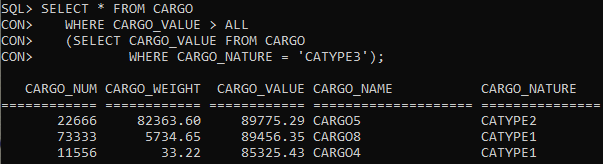 SQL> SELECT * FROM CARGO
CON>    WHERE CARGO_VALUE > ALL
CON>    (SELECT CARGO_VALUE FROM CARGO
CON>            WHERE CARGO_NATURE = 'CATYPE3');
CARGO_NUM CARGO_WEIGHT  CARGO_VALUE CARGO_NAME           CARGO_NATURE
============ ============ ============ ==================== ===============
22666     82363.60     89775.29 CARGO5               CATYPE2
73333      5734.65     89456.35 CARGO8               CATYPE1
11556        33.22     85325.43 CARGO4               CATYPE1